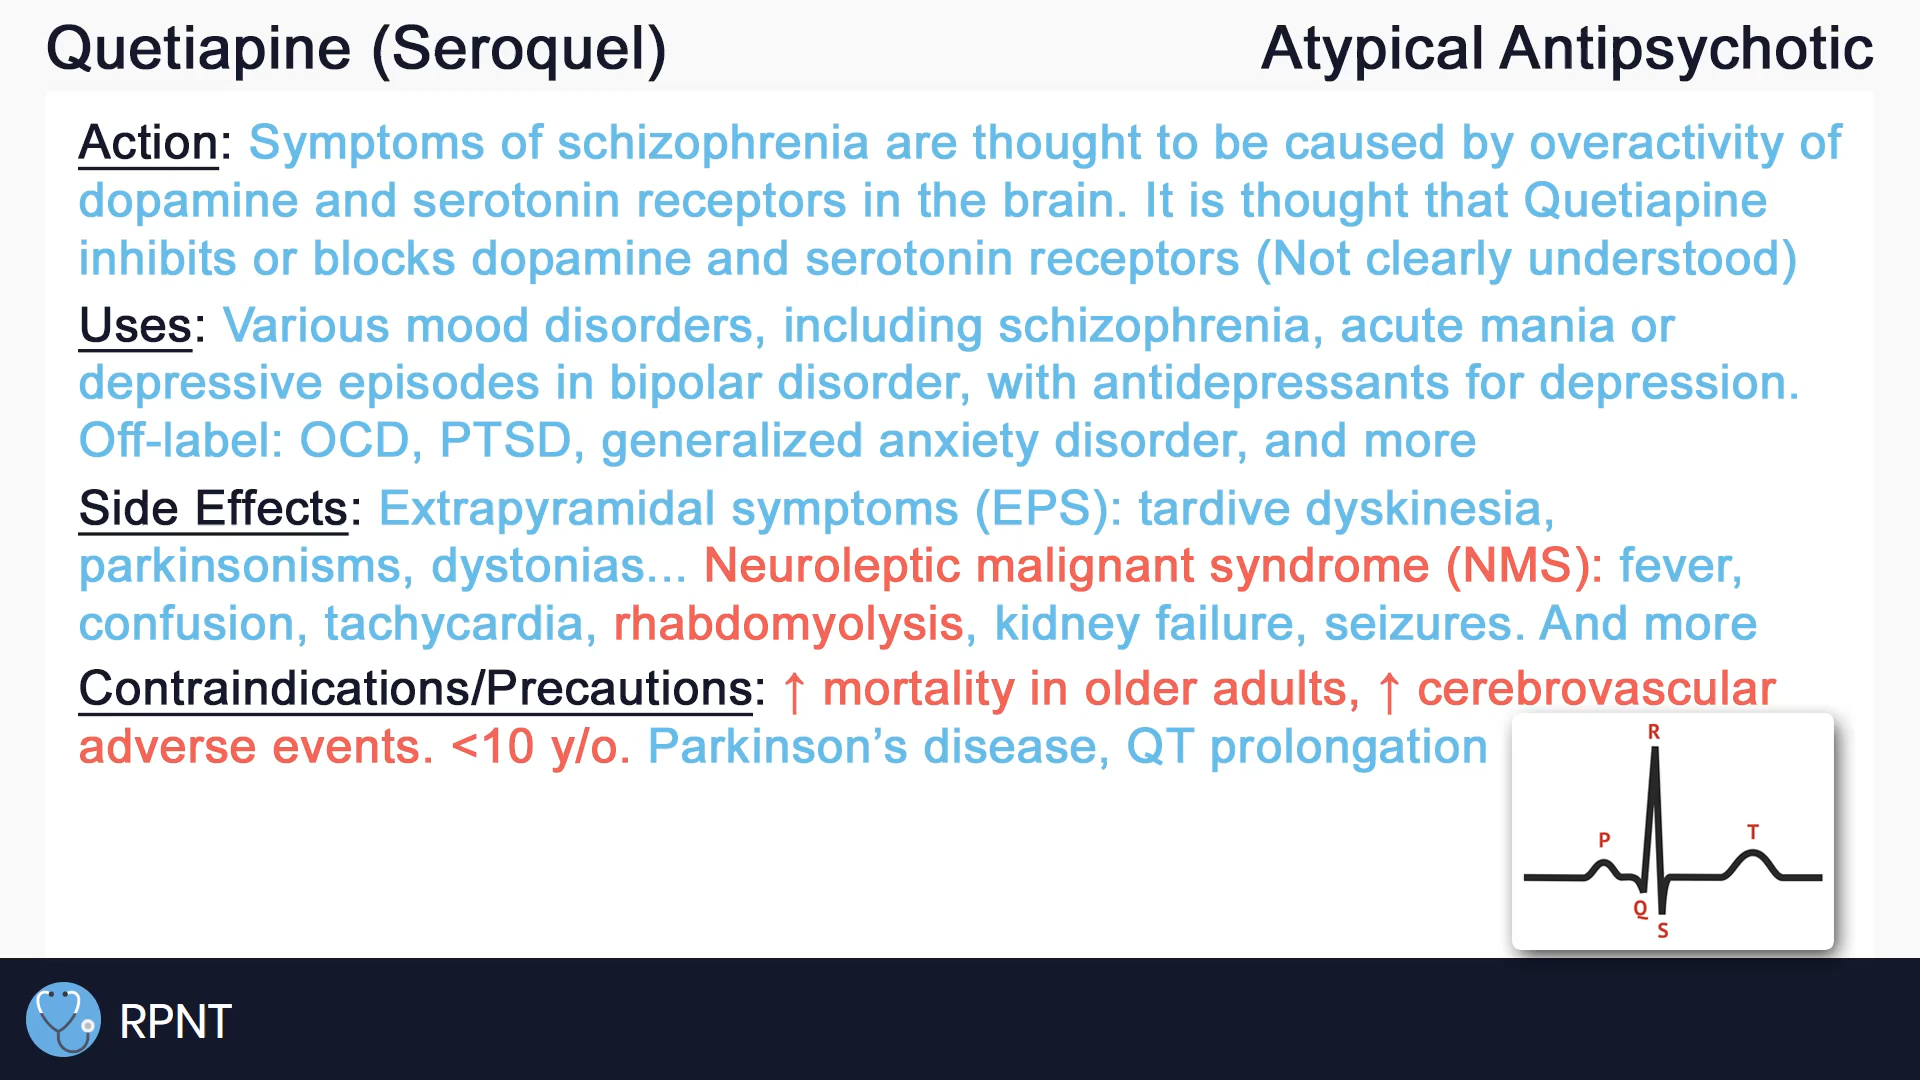 Quetiapine (Seroquel)
Atypical Antipsychotic
Action: Symptoms of schizophrenia are thought to be caused by overactivity of
dopamine and serotonin receptors in the brain. It is thought that Quetiapine
inhibits or blocks dopamine and serotonin receptors (Not clearly understood)
Uses: Various mood disorders, including schizophrenia, acute mania or
depressive episodes in bipolar disorder, with antidepressants for depression.
Off-label: OCD, PTSD, generalized anxiety disorder, and more
Side Effects: Extrapyramidal symptoms (EPS): tardive dyskinesia,
parkinsonisms, dystonias... Neuroleptic malignant syndrome (NMS): fever,
confusion, tachycardia, rhabdomyolysis, kidney failure, seizures. And more
Contraindications/Precautions: ↑ mortality in older adults, ↑ cerebrovascular
adverse events. <10 y/o. Parkinson’s disease, QT prolongation
R
P
T
Q
S
RPNT